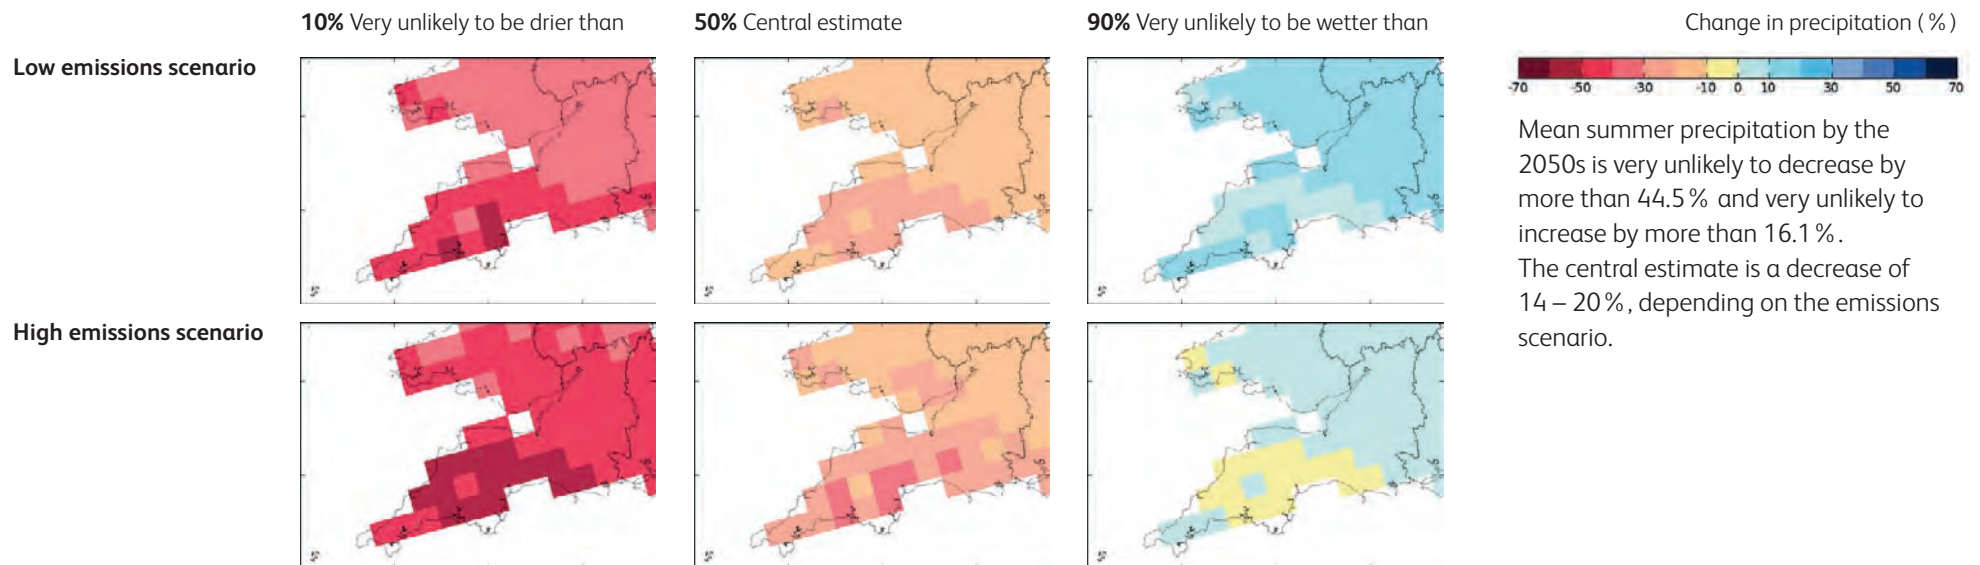 10% Very unlikely to be drier than
50% Central estimate
90% Very unlikely to be wetter than
Change in precipitation (%)
Low emissions scenario
-70 -50 -30 -10 0 10 30 50 70
Mean summer precipitation by the
2050s is very unlikely to decrease by
more than 44.5% and very unlikely to
increase by more than 16.1%.
The central estimate is a decrease of
14 – 20%, depending on the emissions
scenario.
High emissions scenario